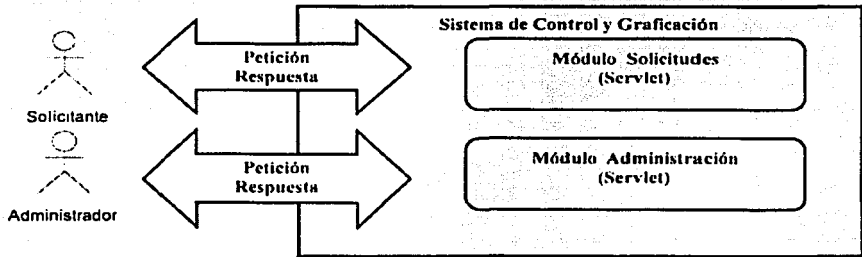 Sistema de Control y Graficación
Petición
Respuesta
Módulo Solicitudes
(Servlet)
Solicitante
Petición
Respuesta
Módulo Administración
(Servlet)
Administrador